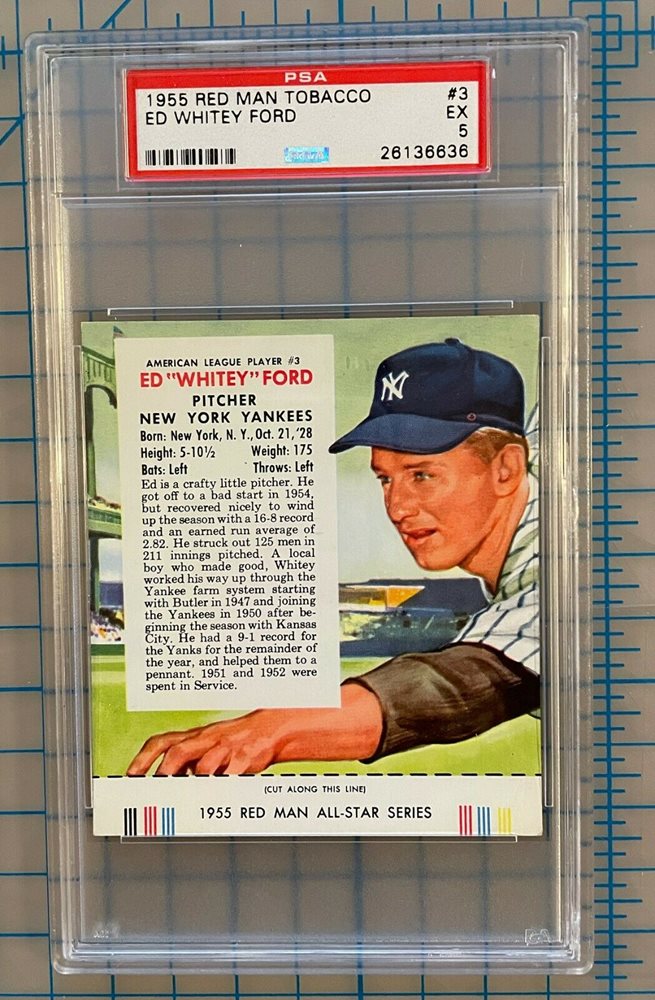 PSA
1955 RED MAN TOBACCO #3
ED WHITEY FORD EX
5
26136636
AMERICAN LEAGUE PLAYER #3
ED "WHITEY" FORD
PITCHER
NEW YORK YANKEES
Born: New York, N. Y., Oct. 21, '28
Height: 5-10½ Weight: 175
Bats: Left Throws: Left
Ed is a crafty little pitcher. He
got off to a bad start in 1954,
but recovered nicely to wind
up the season with a 16-8 record
and an earned run average of
2.82. He struck out 125 men in
211 innings pitched. A local
boy who made good, Whitey
worked his way up through the
Yankee farm system starting
with Butler in 1947 and joining
the Yankees in 1950 after be-
ginning the season with Kansas
City. He had a 9-1 record for
the Yanks for the remainder of
the year, and helped them to a
pennant. 1951 and 1952 were
spent in Service.
NY
(CUT ALONG THIS LINE)
1955 RED MAN ALL-STAR SERIES